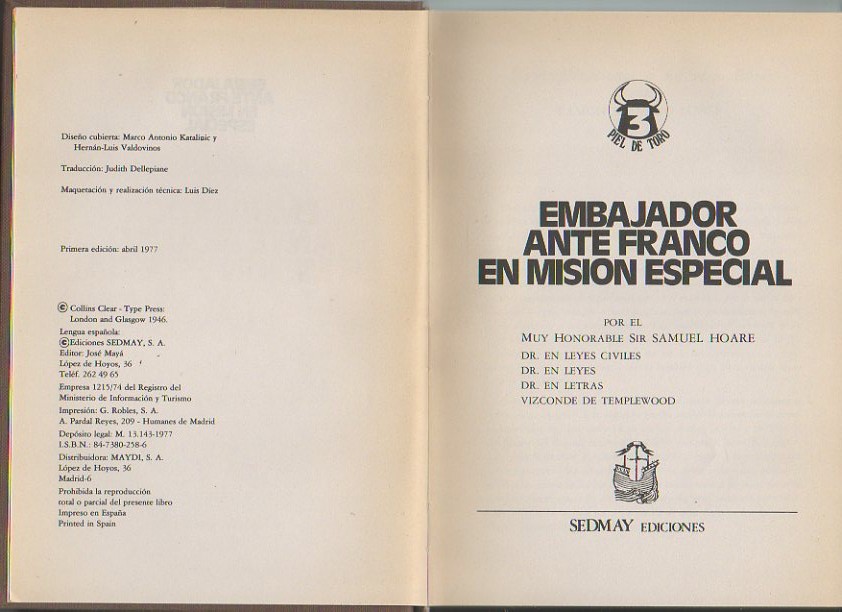 Diseño cubierta: Marco Antonio Katalinic y
Hernán-Luis Valdovinos
Traducción: Judith Dellepiane
Maquetación y realización técnica: Luis Díez
Primera edición: abril 1977
© Collins Clear - Type Press:
London and Glasgow 1946.
Lengua española:
©Ediciones SEDMAY, S. A.
Editor: José Mayá
López de Hoyos, 36
Teléf. 262 49 65
Empresa 1215/74 del Registro del
Ministerio de Información y Turismo
Impresión: G. Robles, S. A.
A. Pardal Reyes, 209 - Humanes de Madrid
Depósito legal: M. 13.143-1977
I.S.B.N.: 84-7380-258-6
Distribuidora: MAYDI, S. A.
López de Hoyos, 36
Madrid-6
Prohibida la reproducción
total o parcial del presente libro
Impreso en España
Printed in Spain
3
PIEL DE TORO
EMBAJADOR
ANTE FRANCO
EN MISION ESPECIAL
POR EL
MUY HONORABLE SIR SAMUEL HOARE
DR. EN LEYES CIVILES
DR. EN LEYES
DR. EN LETRAS
VIZCONDE DE TEMPLEWOOD
SEDMAY EDICIONES